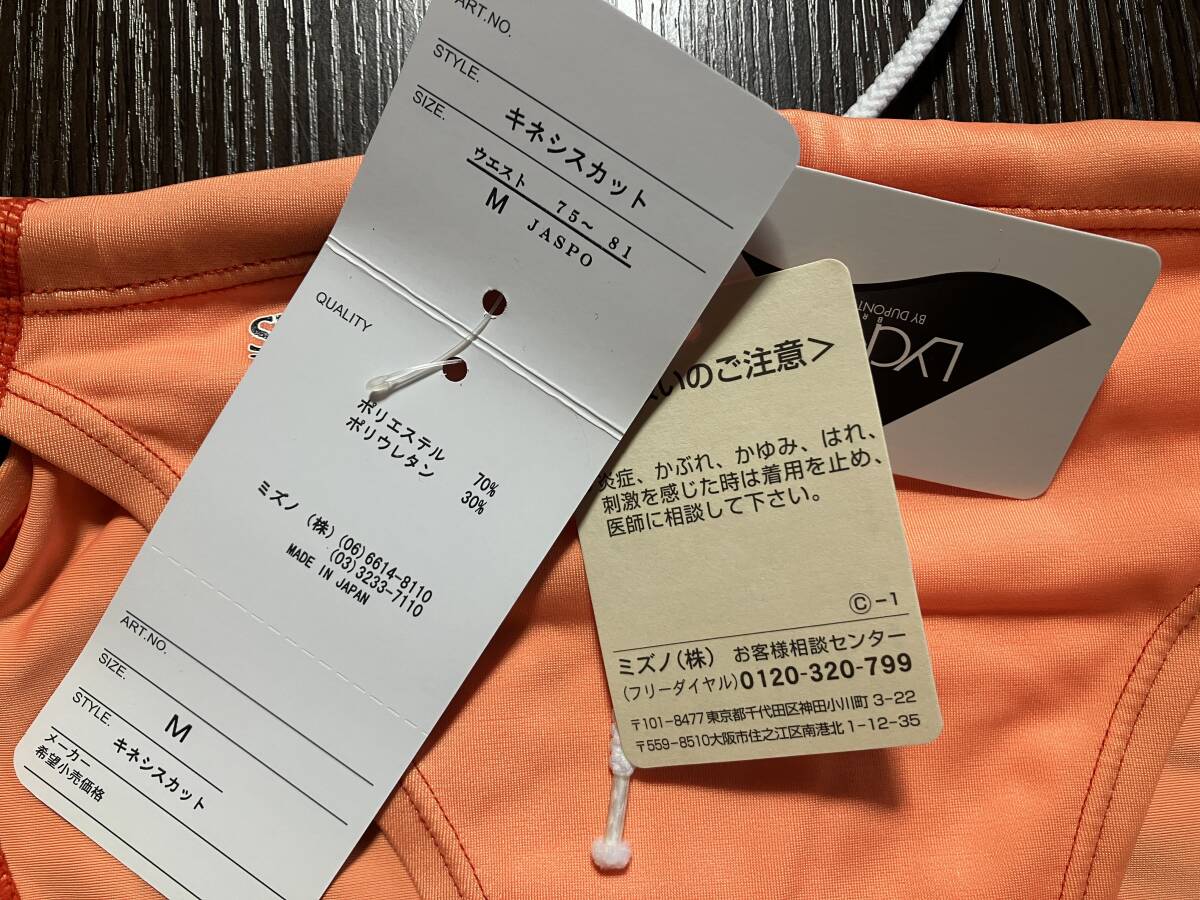 ART.NO.
STYLE.
キネシスカット
SIZE.
ウエスト 75~ 81
M JASPO
QUALITY
ポリエステル 70%
ポリウレタン 30%
ミズノ (株) (06)6614-8110
(03)3233-7110
MADE IN JAPAN
ART.NO.
SIZE.
M
STYLE.
キネシスカット
メーカー
希望小売価格
いのご注意>
炎症、かぶれ、かゆみ、はれ、
刺激を感じた時は着用を止め、
医師に相談して下さい。
Ⓒ-1
ミズノ(株) お客様相談センター
(フリーダイヤル)0120-320-799
〒101-8477東京都千代田区神田小川町 3-22
〒559-8510大阪市住之江区南港北1-12-35
BY DUPONT